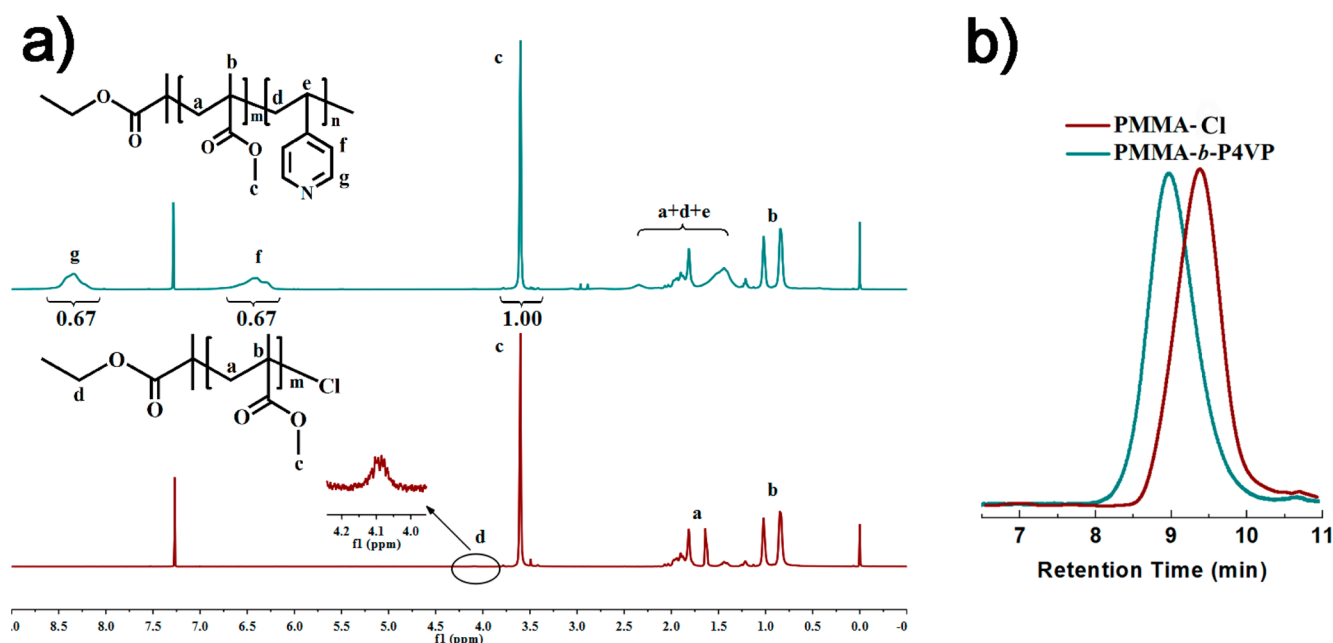 a)
b
a
e
d
m
n
O
O
O
O
c
f
g
N
c
a+d+e
b
g
f
0.67
0.67
1.00
c
O
O
d
a
b
m
Cl
O
O
c
4.2 4.1 4.0
f1 (ppm)
d
a
b
.0 8.5 8.0 7.5 7.0 6.5 6.0 5.5 5.0 4.5 4.0 3.5 3.0 2.5 2.0 1.5 1.0 0.5 0.0 -0
f1 (ppm)
b)
PMMA-Cl
PMMA-b-P4VP
7 8 9 10 11
Retention Time (min)